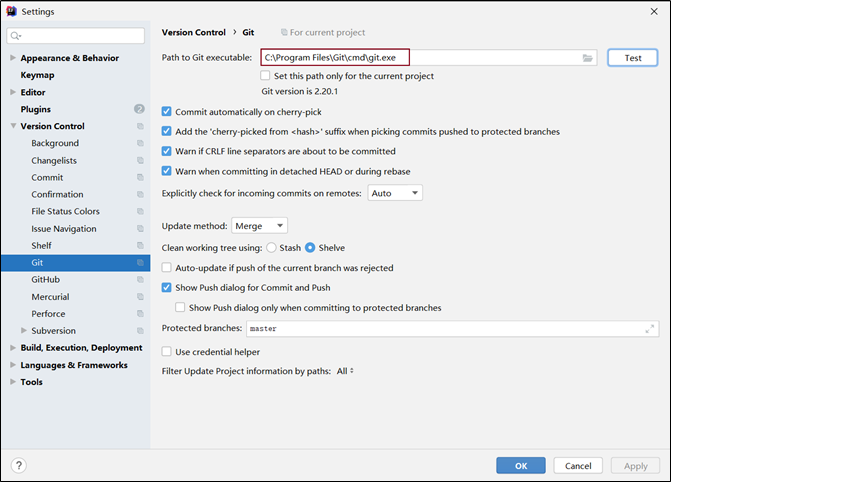 Settings
Version Control › Git For current project
Appearance & Behavior
Keymap
Editor
Plugins 2
Version Control
Background
Changelists
Commit
Confirmation
File Status Colors
Issue Navigation
Shelf
Git
GitHub
Mercurial
Perforce
Subversion
Build, Execution, Deployment
Languages & Frameworks
Tools
Path to Git executable: C:\Program Files\Git\cmd\git.exe Test
Set this path only for the current project
Git version is 2.20.1
Commit automatically on cherry-pick
Add the 'cherry-picked from <hash>' suffix when picking commits pushed to protected branches
Warn if CRLF line separators are about to be committed
Warn when committing in detached HEAD or during rebase
Explicitly check for incoming commits on remotes: Auto
Update method: Merge
Clean working tree using: Stash Shelve
Auto-update if push of the current branch was rejected
Show Push dialog for Commit and Push
Show Push dialog only when committing to protected branches
Protected branches: master
Use credential helper
Filter Update Project information by paths: All
? OK Cancel Apply